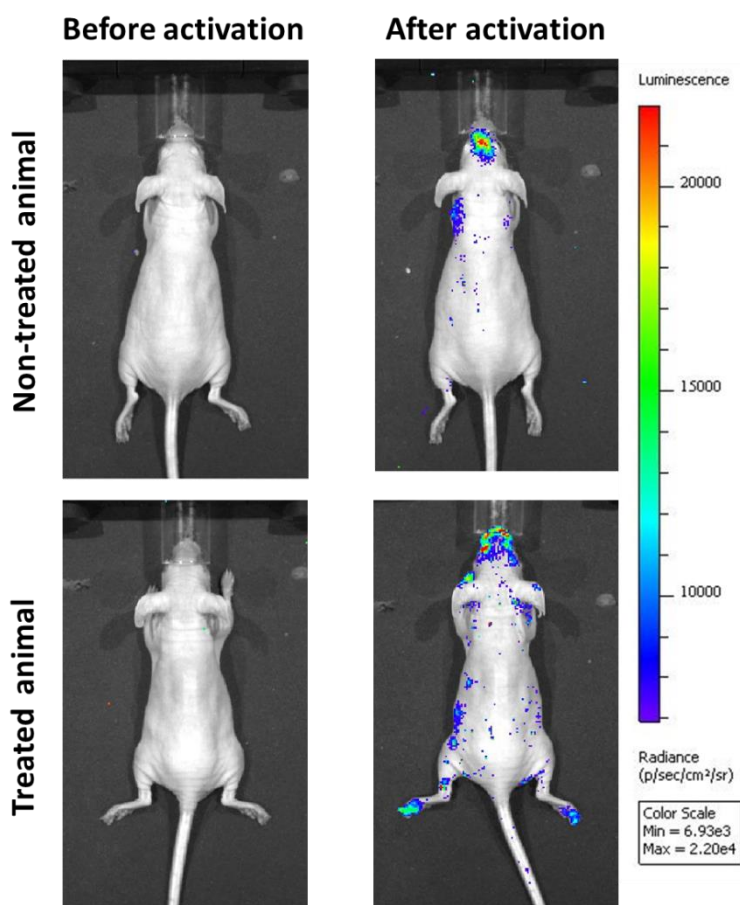 Before activation
After activation
Non-treated animal
Treated animal
Luminescence
20000
15000
10000
Radiance
(p/sec/cm²/sr)
Color Scale
Min = 6.93e3
Max = 2.20e4